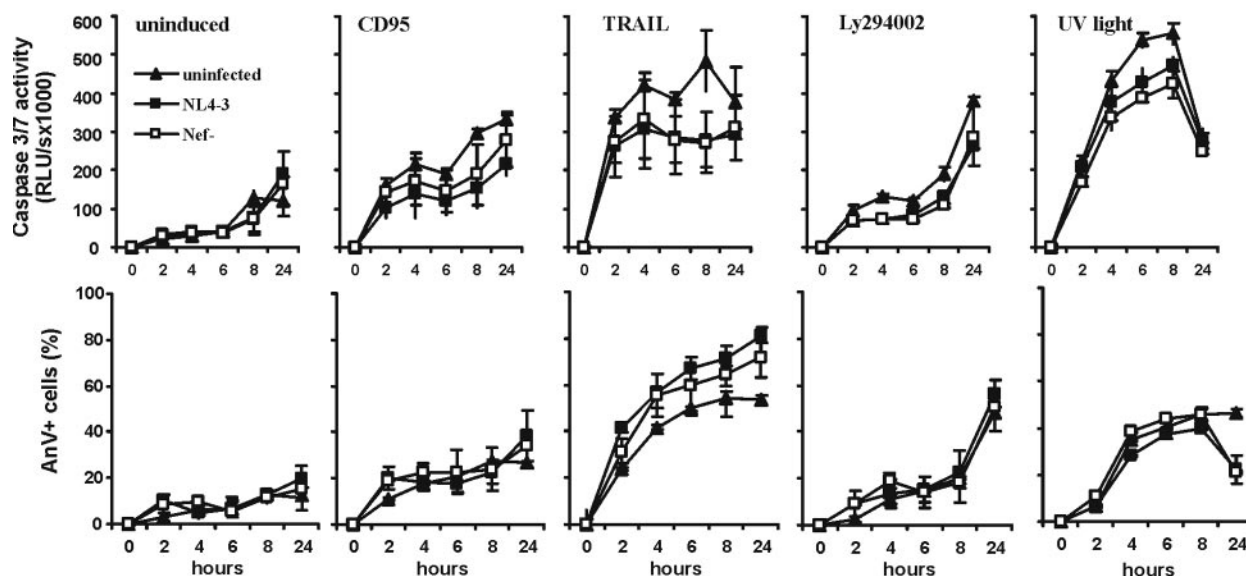 uninduced CD95 TRAIL Ly294002 UV light
Caspase 3/7 activity
(RLU/sx1000)
600
500
400
300
200
100
0
uninfected
NL4-3
Nef-
0 2 4 6 8 24 0 2 4 6 8 24 0 2 4 6 8 24 0 2 4 6 8 24 0 2 4 6 8 24
AnV+ cells (%)
100
80
60
40
20
0
0 2 4 6 8 24 0 2 4 6 8 24 0 2 4 6 8 24 0 2 4 6 8 24 0 2 4 6 8 24
hours hours hours hours hours